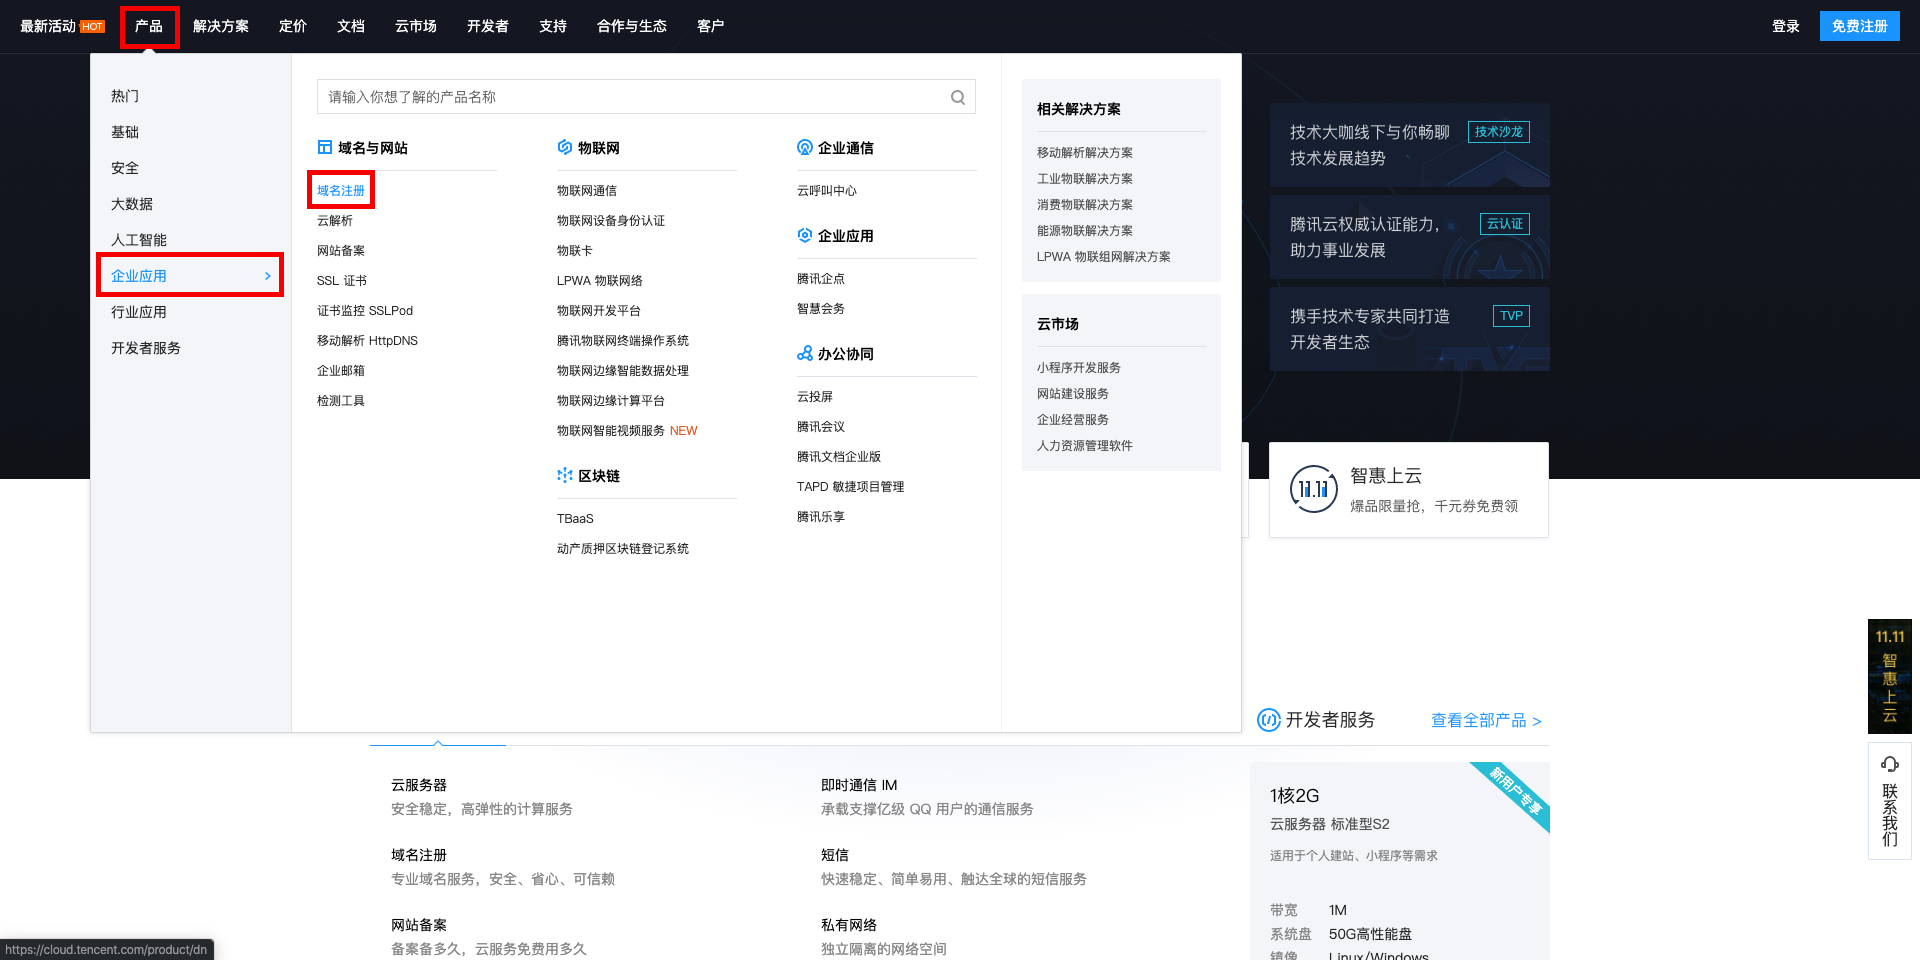 最新活动 HOT 产品 解决方案 定价 文档 云市场 开发者 支持 合作与生态 客户 登录 免费注册
热门
基础
安全
大数据
人工智能
企业应用
行业应用
开发者服务
请输入你想了解的产品名称
域名与网站
域名注册
云解析
网站备案
SSL 证书
证书监控 SSLPod
移动解析 HttpDNS
企业邮箱
检测工具
物联网
物联网通信
物联网设备身份认证
物联卡
LPWA 物联网络
物联网开发平台
腾讯物联网终端操作系统
物联网边缘智能数据处理
物联网边缘计算平台
物联网智能视频服务 NEW
区块链
TBaaS
动产质押区块链登记系统
企业通信
云呼叫中心
企业应用
腾讯企点
智慧会务
办公协同
云投屏
腾讯会议
腾讯文档企业版
TAPD 敏捷项目管理
腾讯乐享
相关解决方案
移动解析解决方案
工业物联解决方案
消费物联解决方案
能源物联解决方案
LPWA 物联组网解决方案
云市场
小程序开发服务
网站建设服务
企业经营服务
人力资源管理软件
技术大咖线下与你畅聊 技术沙龙
技术发展趋势
腾讯云权威认证能力， 云认证
助力事业发展
携手技术专家共同打造 TVP
开发者生态
11.11
智惠上云
爆品限量抢，千元券免费领
11.11
智惠上云
联系我们
开发者服务 查看全部产品 >
云服务器
安全稳定，高弹性的计算服务
域名注册
专业域名服务，安全、省心、可信赖
网站备案
备案备多久，云服务免费用多久
即时通信 IM
承载支撑亿级 QQ 用户的通信服务
短信
快速稳定、简单易用、触达全球的短信服务
私有网络
独立隔离的网络空间
新用户专享
1核2G
云服务器 标准型S2
适用于个人建站、小程序等需求
带宽 1M
系统盘 50G高性能盘
镜像 Linux/Windows
https://cloud.tencent.com/product/dn